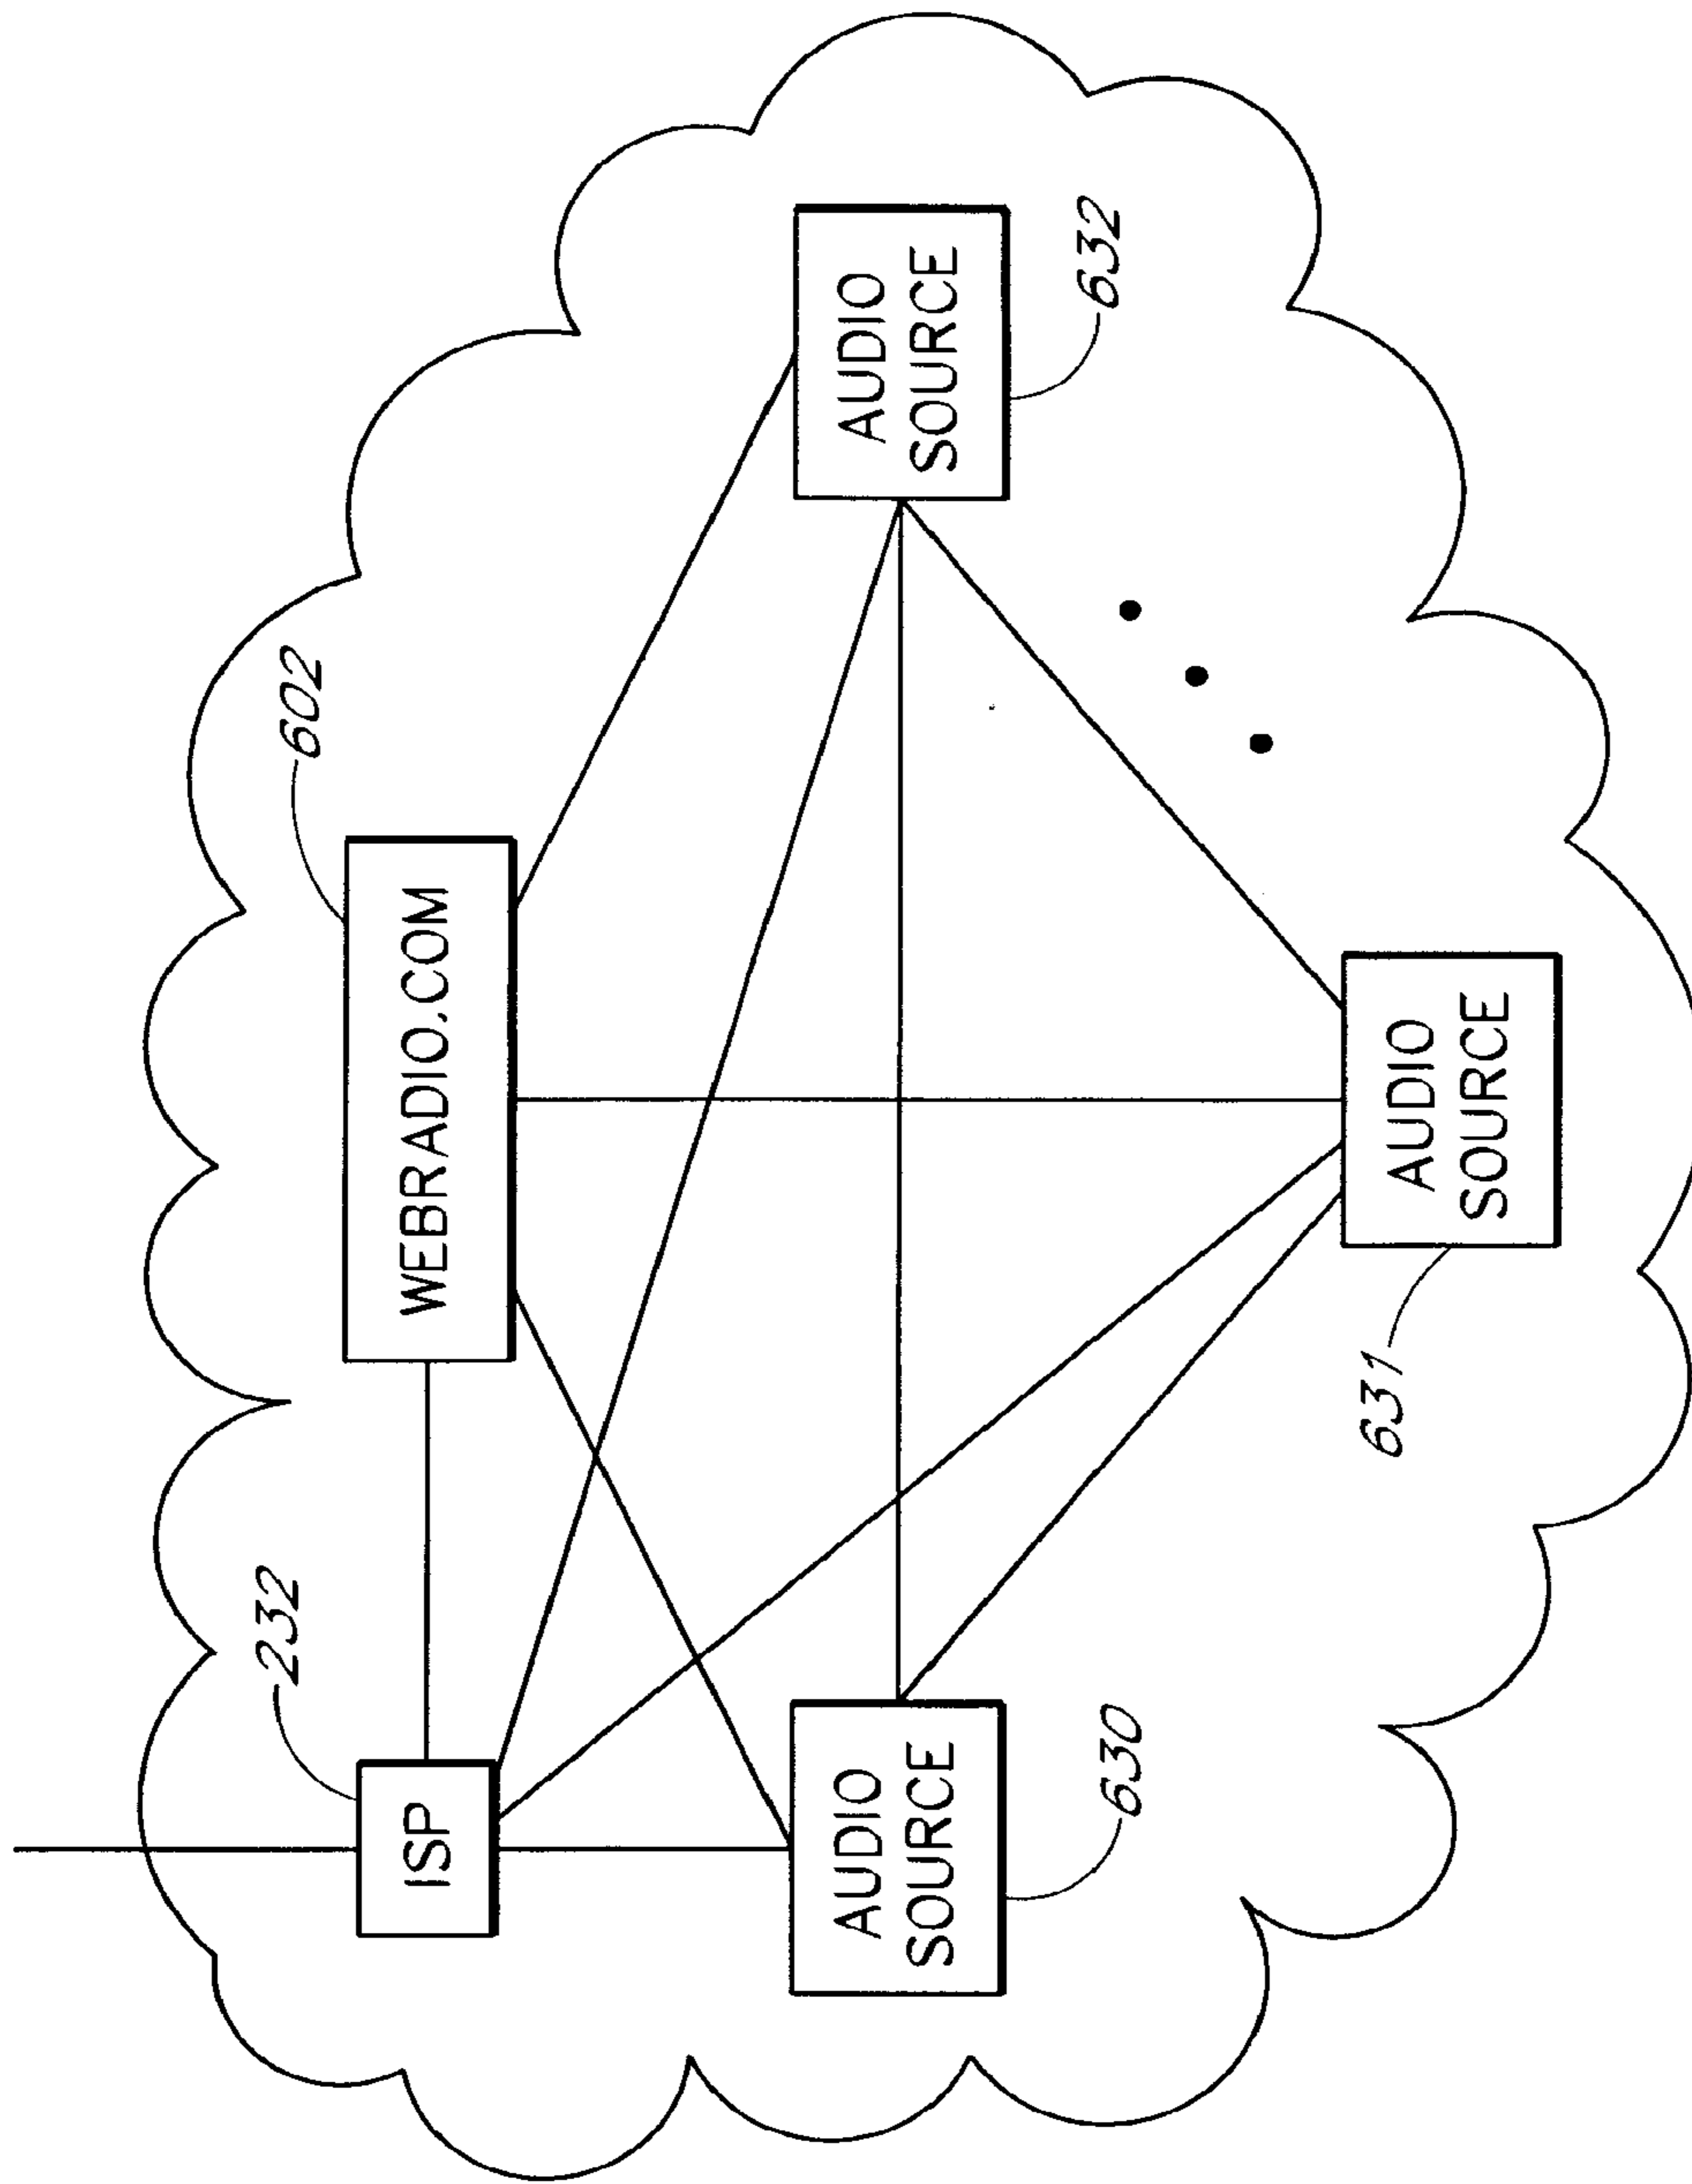 232
602
ISP
WEBRADIO.COM
AUDIO
SOURCE
630
AUDIO
SOURCE
632
631
AUDIO
SOURCE